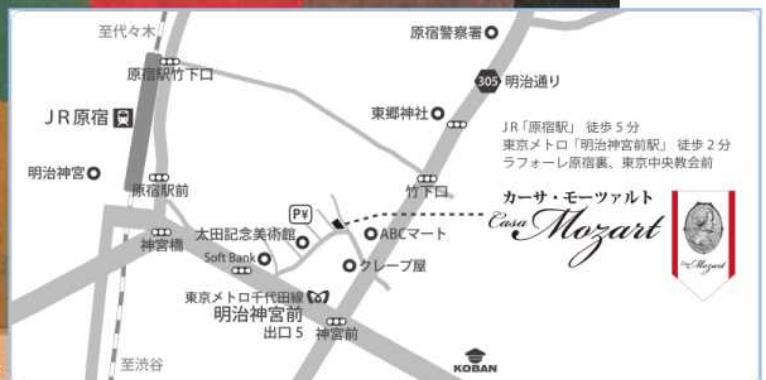 至代々木
原宿警察署
原宿駅竹下口
305 明治通り
JR原宿
東郷神社
JR「原宿駅」 徒歩5分
東京メトロ「明治神宮前駅」 徒歩2分
ラフォーレ原宿裏、東京中央教会前
明治神宮
原宿駅前
竹下口
カーサ・モーツァルト
Casa Mozart
P¥
太田記念美術館
ABCマート
神宮橋
Soft Bank
クレープ屋
Casa Mozart
東京メトロ千代田線
明治神宮前
出口5
神宮前
至渋谷
KOBAN